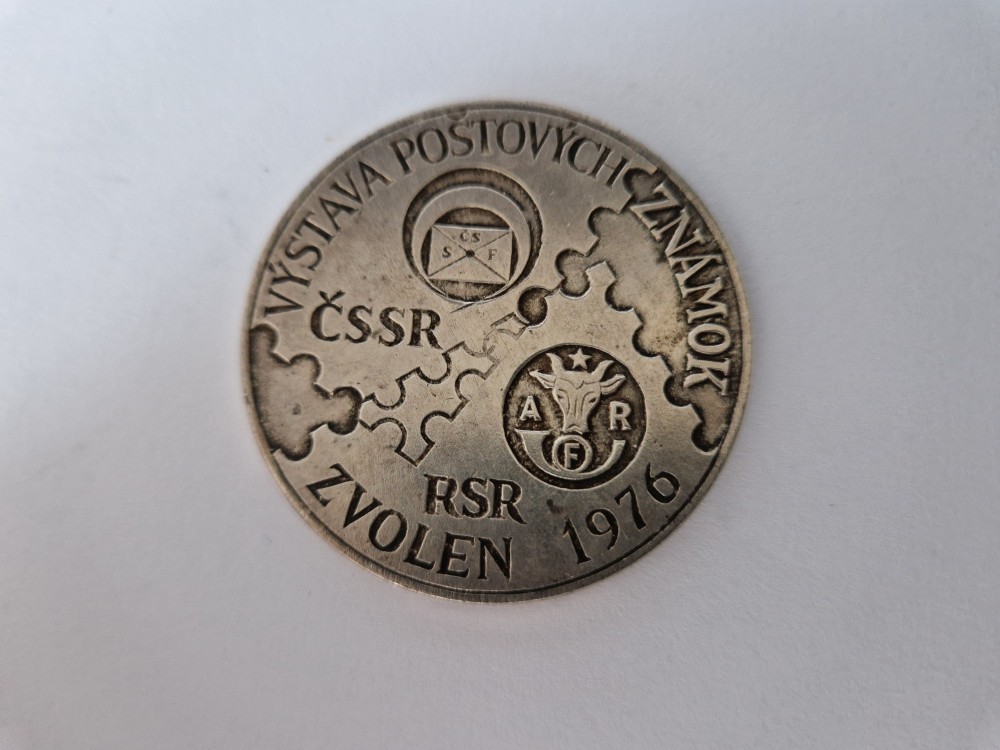 VÝSTAVA POŠTOVÝCH ZNÁMOK
ČS
S F
ČSSR
A R
F
RSR
ZVOLEN 1976